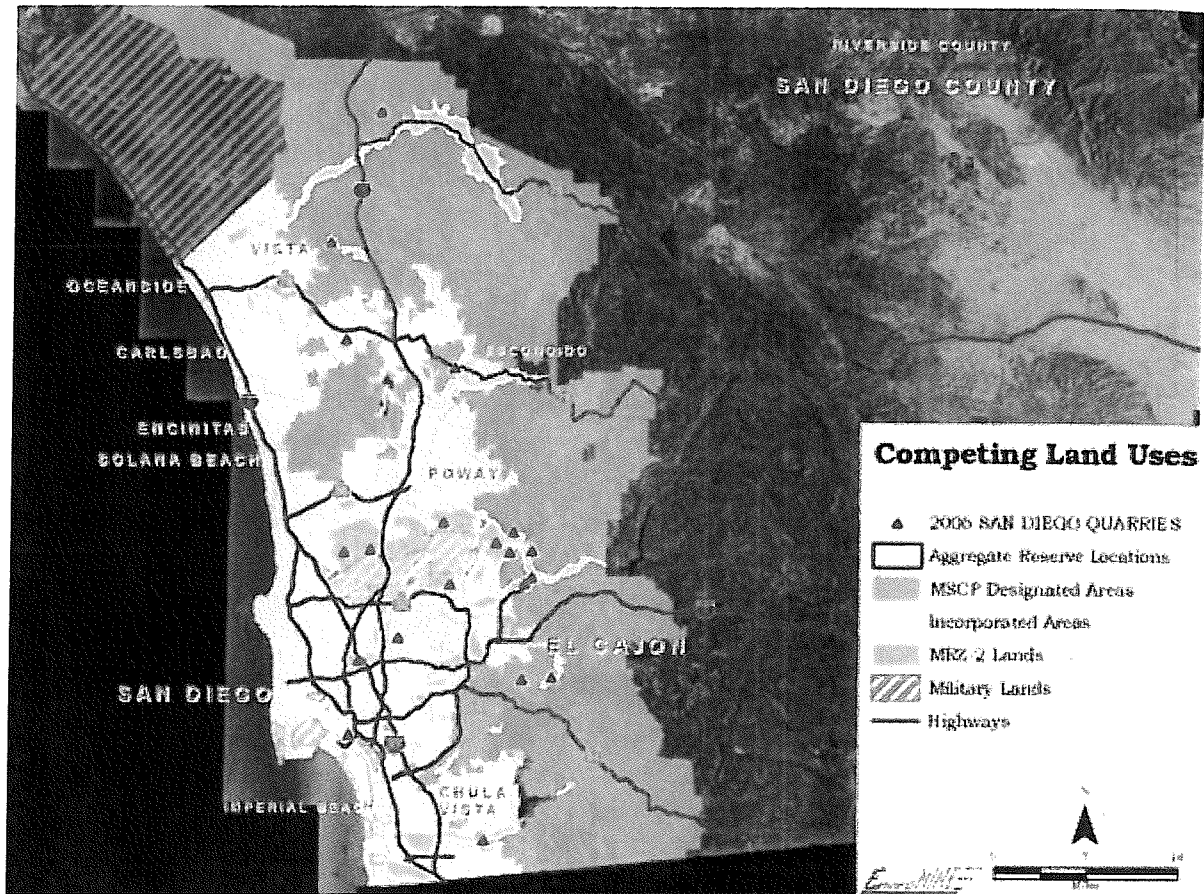 RIVERSIDE COUNTY
SAN DIEGO COUNTY
VISTA
OCEANSIDE
CARLSBAD
ESCONDIDO
ENCINITAS
SOLANA BEACH
POWAY
EL CAJON
SAN DIEGO
IMPERIAL BEACH
CHULA
VISTA
Competing Land Uses
2006 SAN DIEGO QUARRIES
Aggregate Reserve Locations
MSCP Designated Areas
Incorporated Areas
MRZ 2 Lands
Military Lands
Highways
14